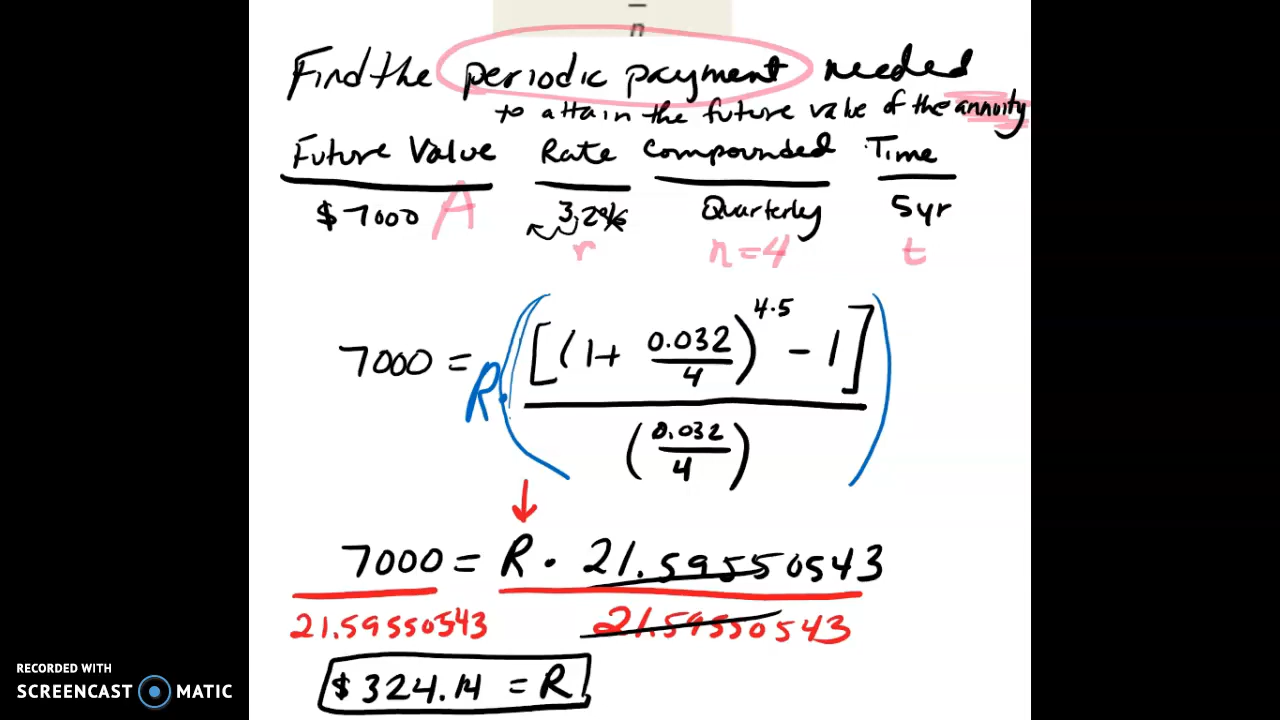 n
Find the periodic payment needed
to attain the future value of the annuity
Future Value Rate Compounded Time
$7000 A 3.2% Quarterly 5yr
r n=4 t
7000 = R · ( [(1+ 0.032/4)^4·5 - 1] / (0.032/4) )
7000 = R · 21.59550543
21.59550543 21.59550543
$324.14 = R
RECORDED WITH
SCREENCAST MATIC